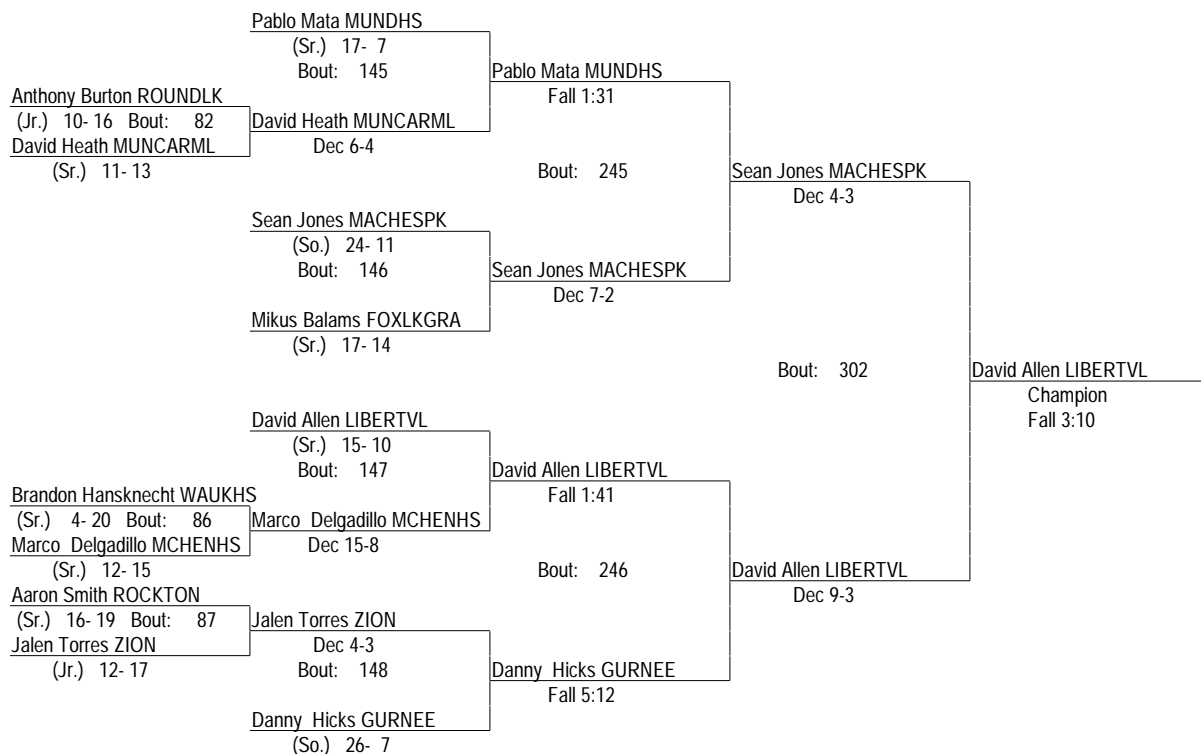 Pablo Mata MUNDHS
(Sr.) 17- 7
Bout: 145
Pablo Mata MUNDHS
Fall 1:31
Anthony Burton ROUNDLK
(Jr.) 10- 16 Bout: 82
David Heath MUNCARML
David Heath MUNCARML
Dec 6-4
(Sr.) 11- 13
Bout: 245
Sean Jones MACHESPK
Dec 4-3
Sean Jones MACHESPK
(So.) 24- 11
Bout: 146
Sean Jones MACHESPK
Dec 7-2
Mikus Balams FOXLKGRA
(Sr.) 17- 14
Bout: 302
David Allen LIBERTVL
Champion
Fall 3:10
David Allen LIBERTVL
(Sr.) 15- 10
Bout: 147
David Allen LIBERTVL
Fall 1:41
Brandon Hansknecht WAUKHS
(Sr.) 4- 20 Bout: 86
Marco Delgadillo MCHENHS
Marco Delgadillo MCHENHS
Dec 15-8
(Sr.) 12- 15
Bout: 246
David Allen LIBERTVL
Dec 9-3
Aaron Smith ROCKTON
(Sr.) 16- 19 Bout: 87
Jalen Torres ZION
Jalen Torres ZION
Dec 4-3
(Jr.) 12- 17
Bout: 148
Danny Hicks GURNEE
Fall 5:12
Danny Hicks GURNEE
(So.) 26- 7